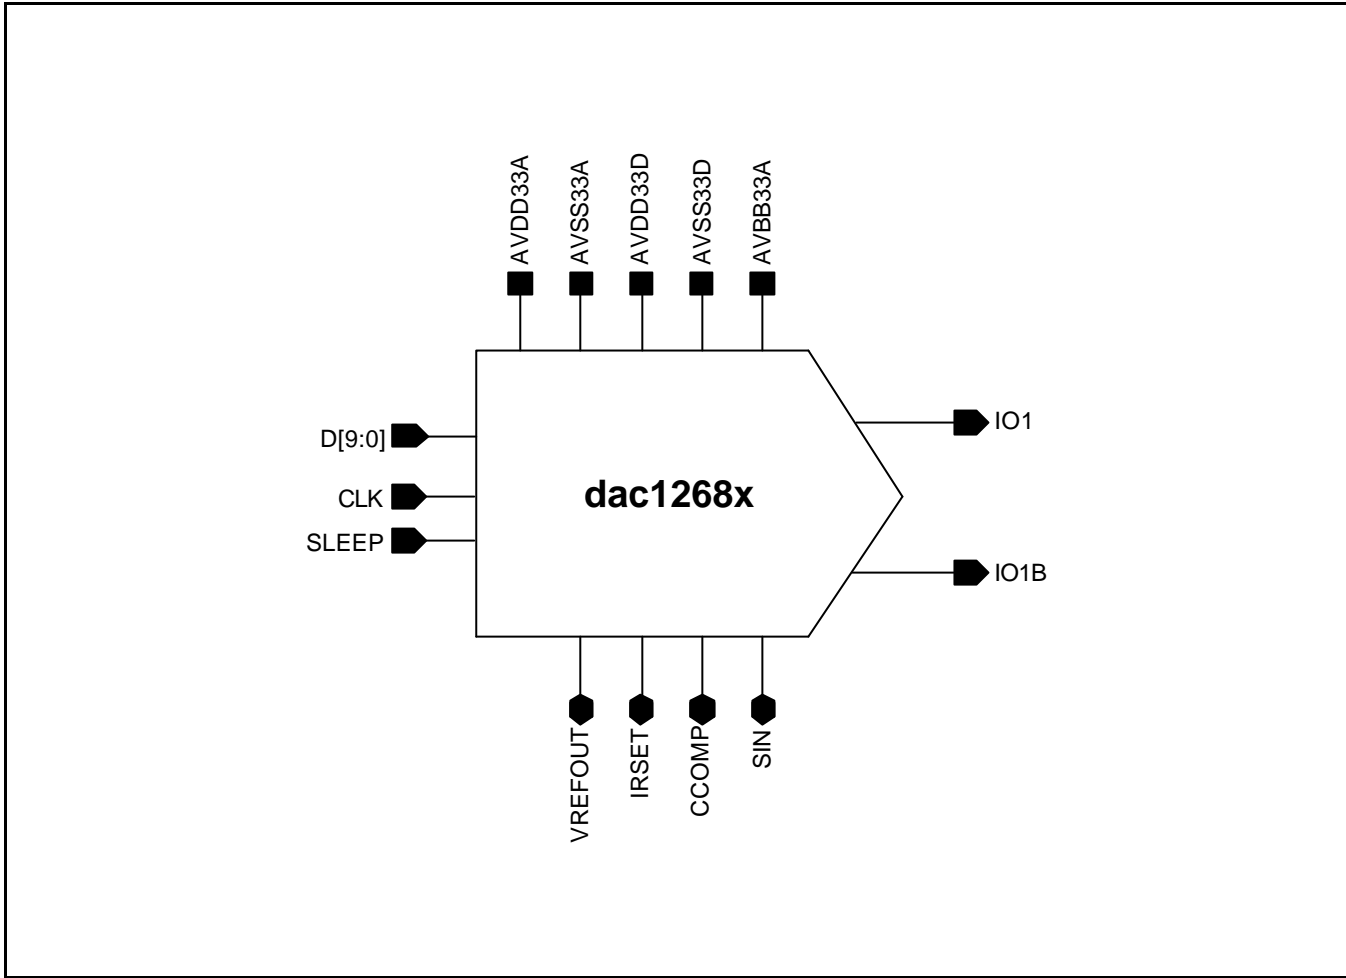 AVDD33A
AVSS33A
AVDD33D
AVSS33D
AVBB33A
D[9:0]
CLK
SLEEP
dac1268x
IO1
IO1B
VREFOUT
IRSET
CCOMP
SIN